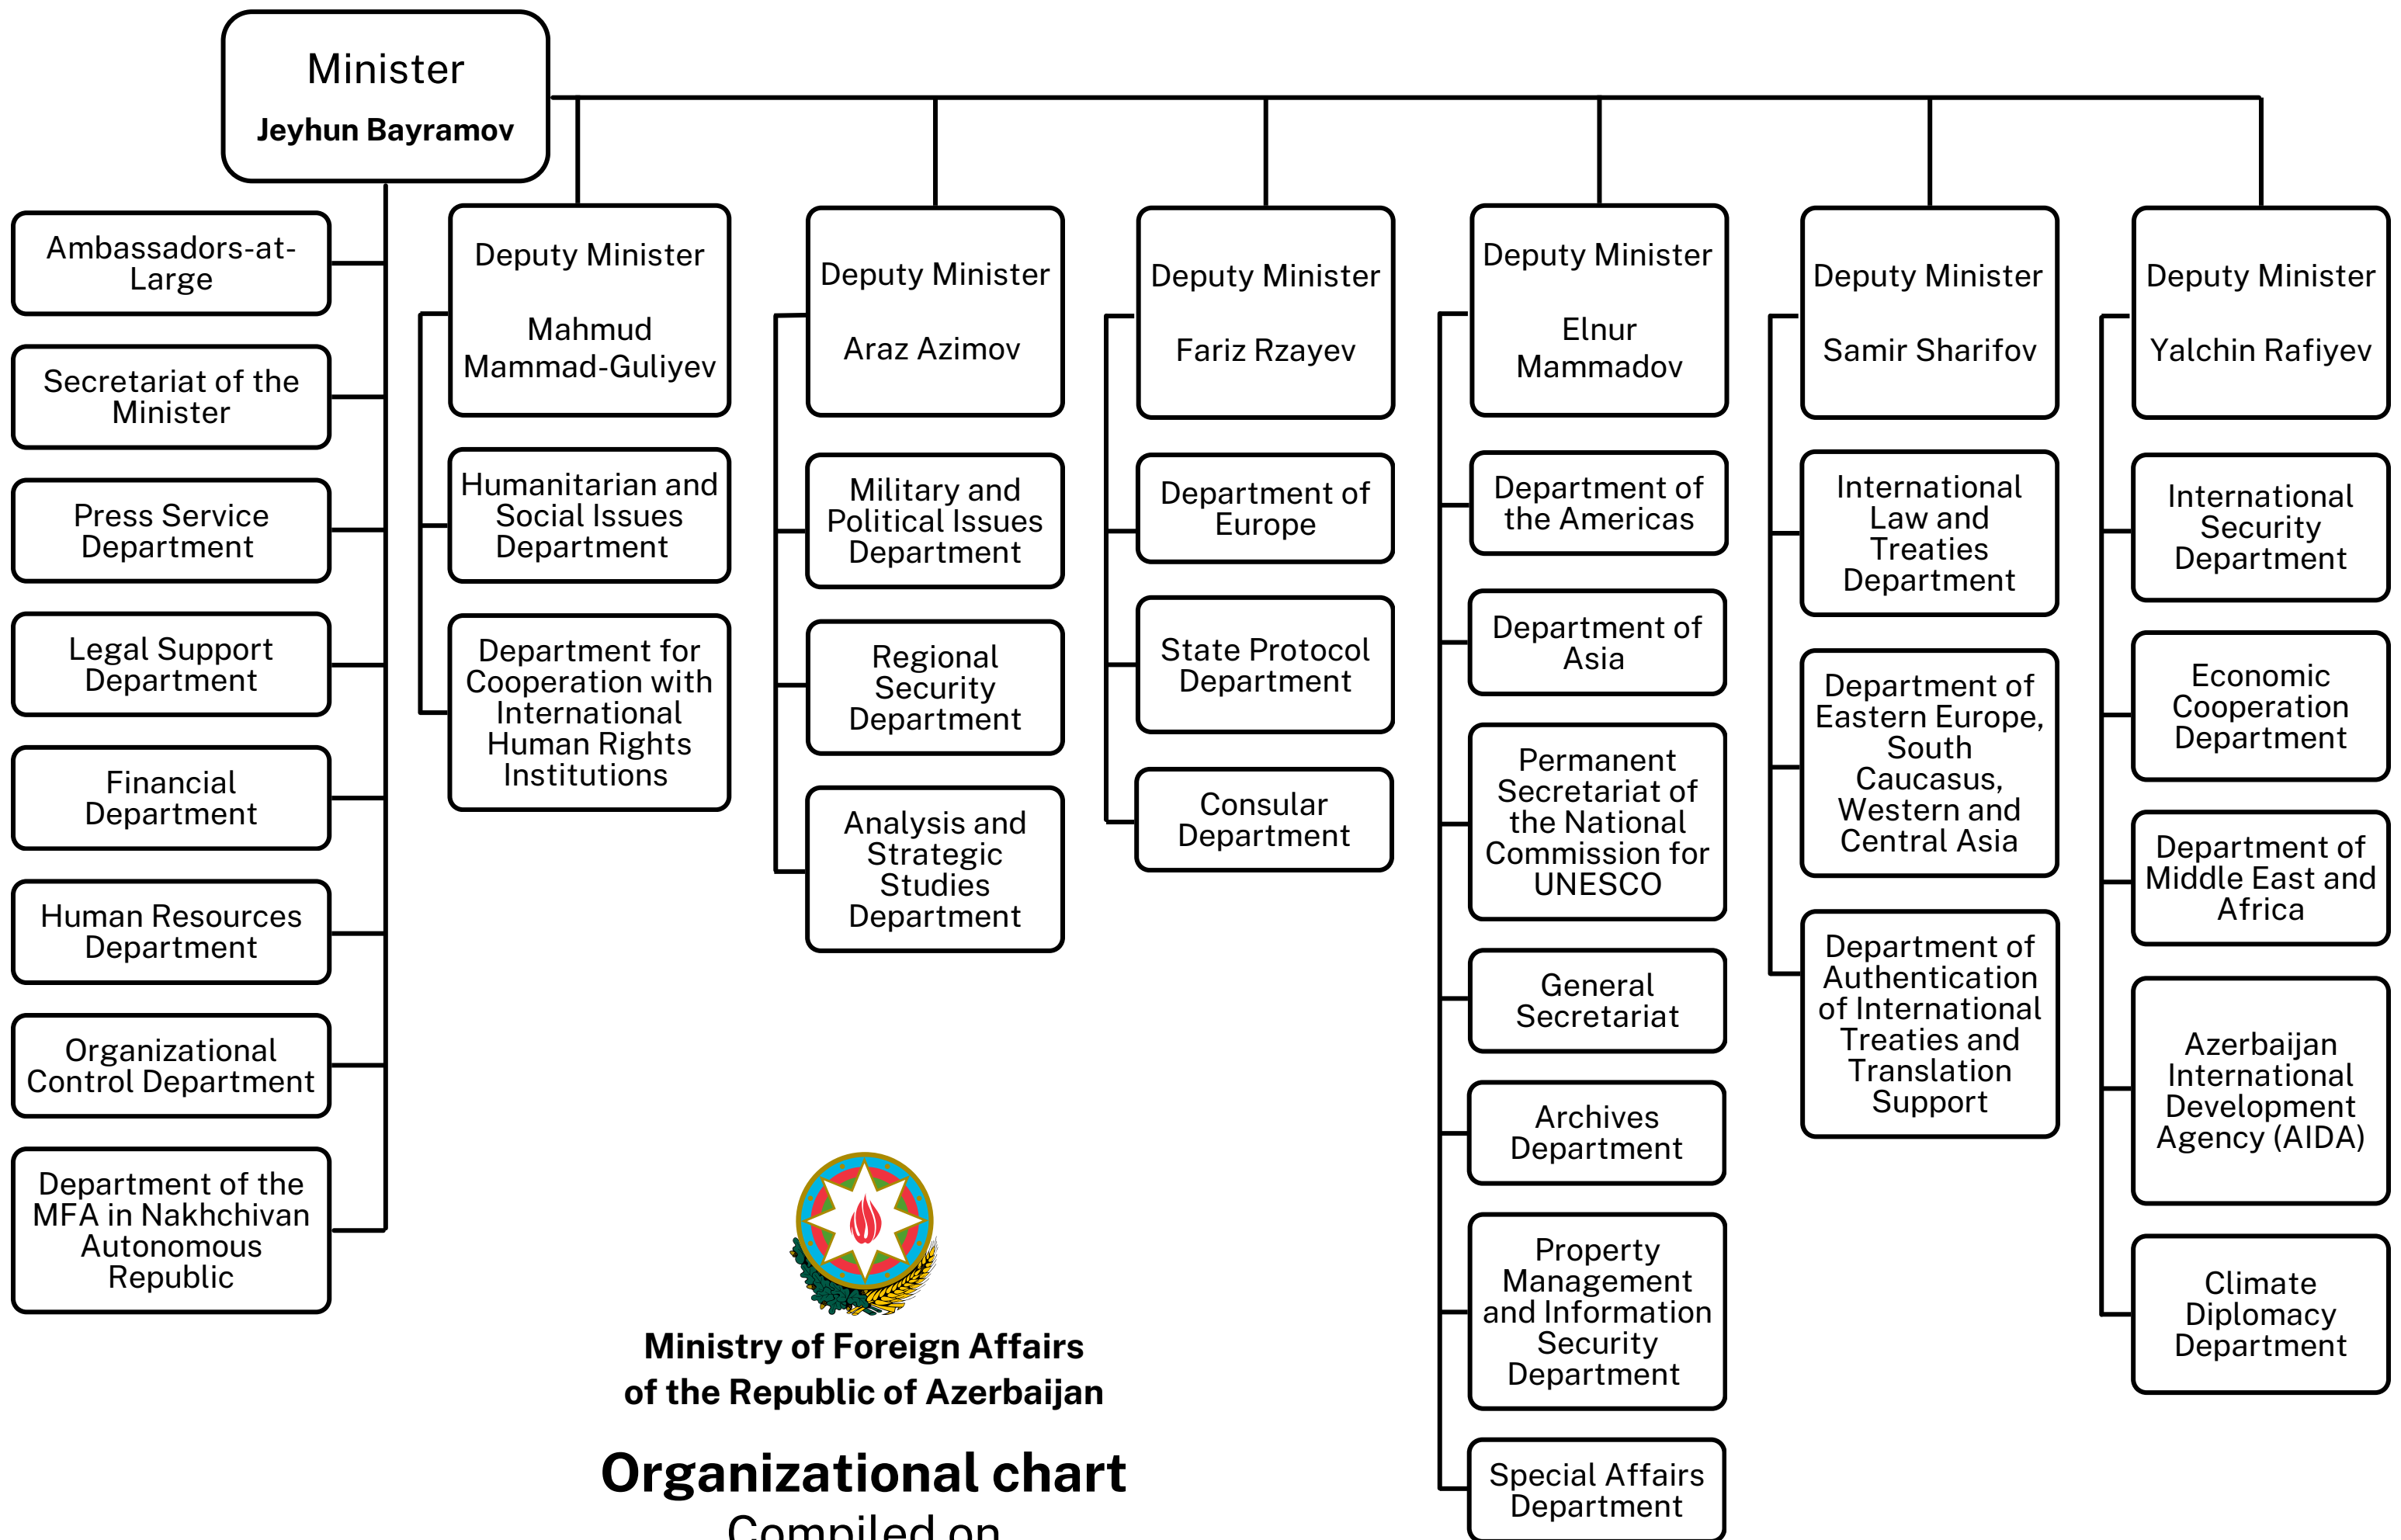 Minister
Jeyhun Bayramov
Ambassadors-at-
Large
Secretariat of the
Minister
Press Service
Department
Legal Support
Department
Financial
Department
Human Resources
Department
Organizational
Control Department
Department of the
MFA in Nakhchivan
Autonomous
Republic
Deputy Minister
Mahmud
Mammad-Guliyev
Humanitarian and
Social Issues
Department
Department for
Cooperation with
International
Human Rights
Institutions
Deputy Minister
Araz Azimov
Military and
Political Issues
Department
Regional
Security
Department
Analysis and
Strategic
Studies
Department
Deputy Minister
Fariz Rzayev
Department of
Europe
State Protocol
Department
Consular
Department
Deputy Minister
Elnur
Mammadov
Department of
the Americas
Department of
Asia
Permanent
Secretariat of
the National
Commission for
UNESCO
General
Secretariat
Archives
Department
Property
Management
and Information
Security
Department
Special Affairs
Department
Deputy Minister
Samir Sharifov
International
Law and
Treaties
Department
Department of
Eastern Europe,
South
Caucasus,
Western and
Central Asia
Department of
Authentication
of International
Treaties and
Translation
Support
Deputy Minister
Yalchin Rafiyev
International
Security
Department
Economic
Cooperation
Department
Department of
Middle East and
Africa
Azerbaijan
International
Development
Agency (AIDA)
Climate
Diplomacy
Department
Ministry of Foreign Affairs
of the Republic of Azerbaijan
Organizational chart
Compiled on